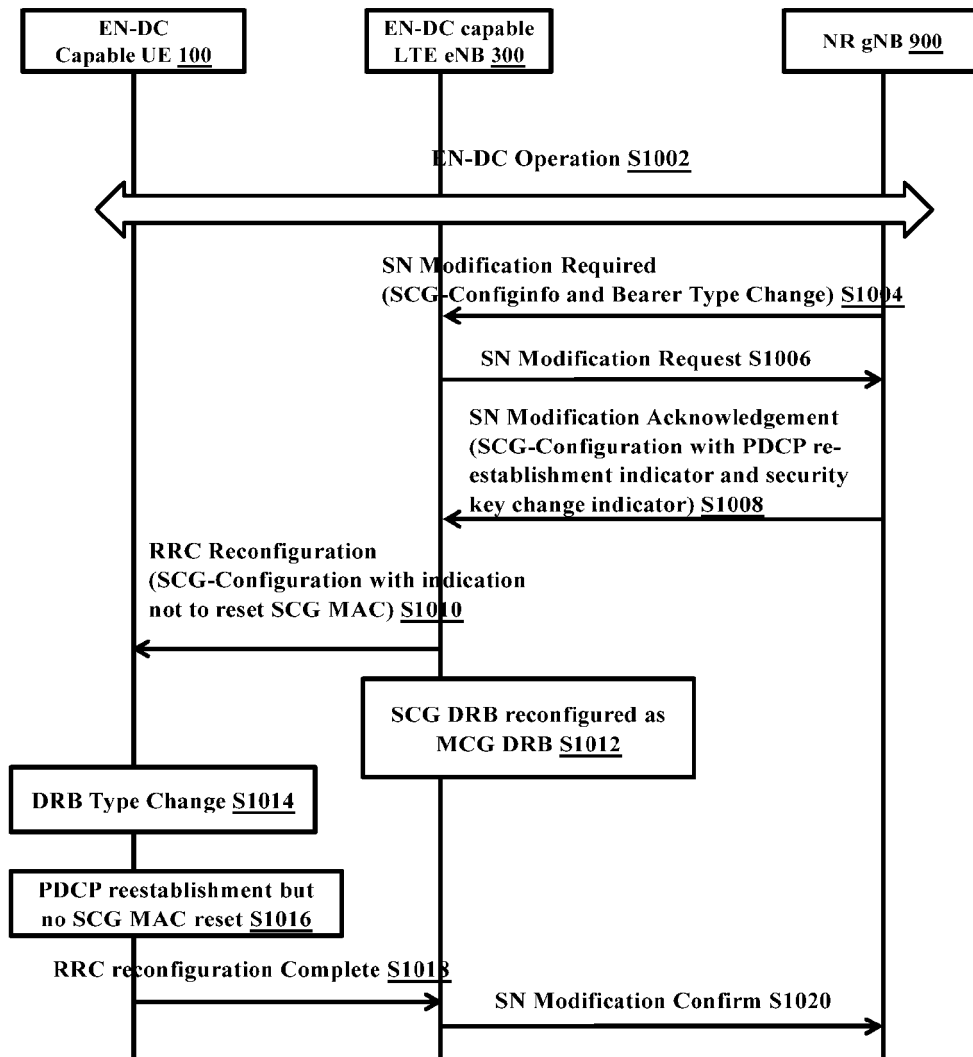 EN-DC
Capable UE 100
EN-DC capable
LTE eNB 300
NR gNB 900
EN-DC Operation S1002
SN Modification Required
(SCG-Configinfo and Bearer Type Change) S1004
SN Modification Request S1006
SN Modification Acknowledgement
(SCG-Configuration with PDCP re-
establishment indicator and security
key change indicator) S1008
RRC Reconfiguration
(SCG-Configuration with indication
not to reset SCG MAC) S1010
SCG DRB reconfigured as
MCG DRB S1012
DRB Type Change S1014
PDCP reestablishment but
no SCG MAC reset S1016
RRC reconfiguration Complete S1018
SN Modification Confirm S1020